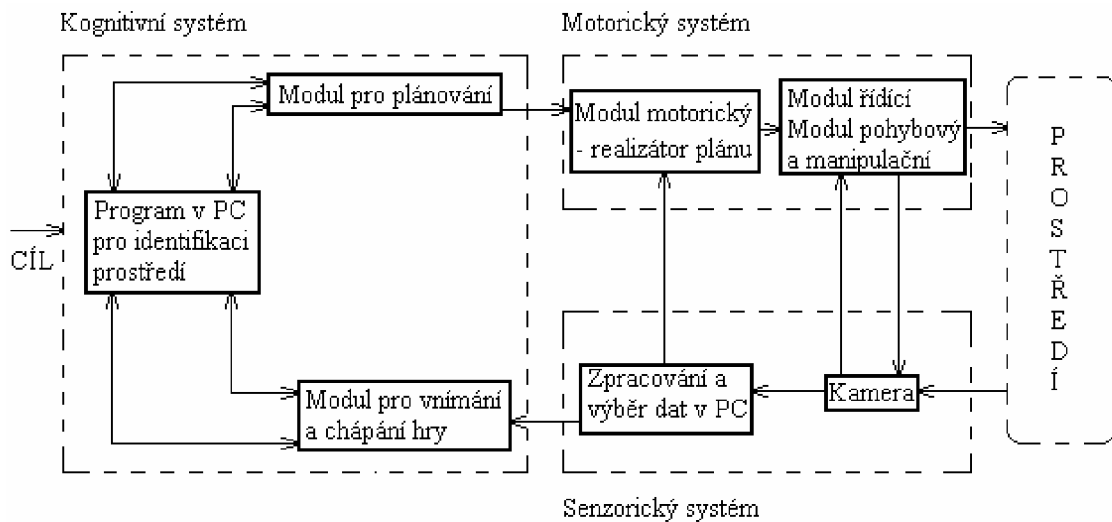 Kognitivní systém
Motorický systém
Modul pro plánování
Modul motorický
- realizátor plánu
Modul řídící
Modul pohybový
a manipulační
Program v PC
pro identifikaci
prostředí
CÍL
Modul pro vnímání
a chápání hry
Zpracování a
výběr dat v PC
Kamera
P
R
O
S
T
Ř
E
D
Í
Senzorický systém